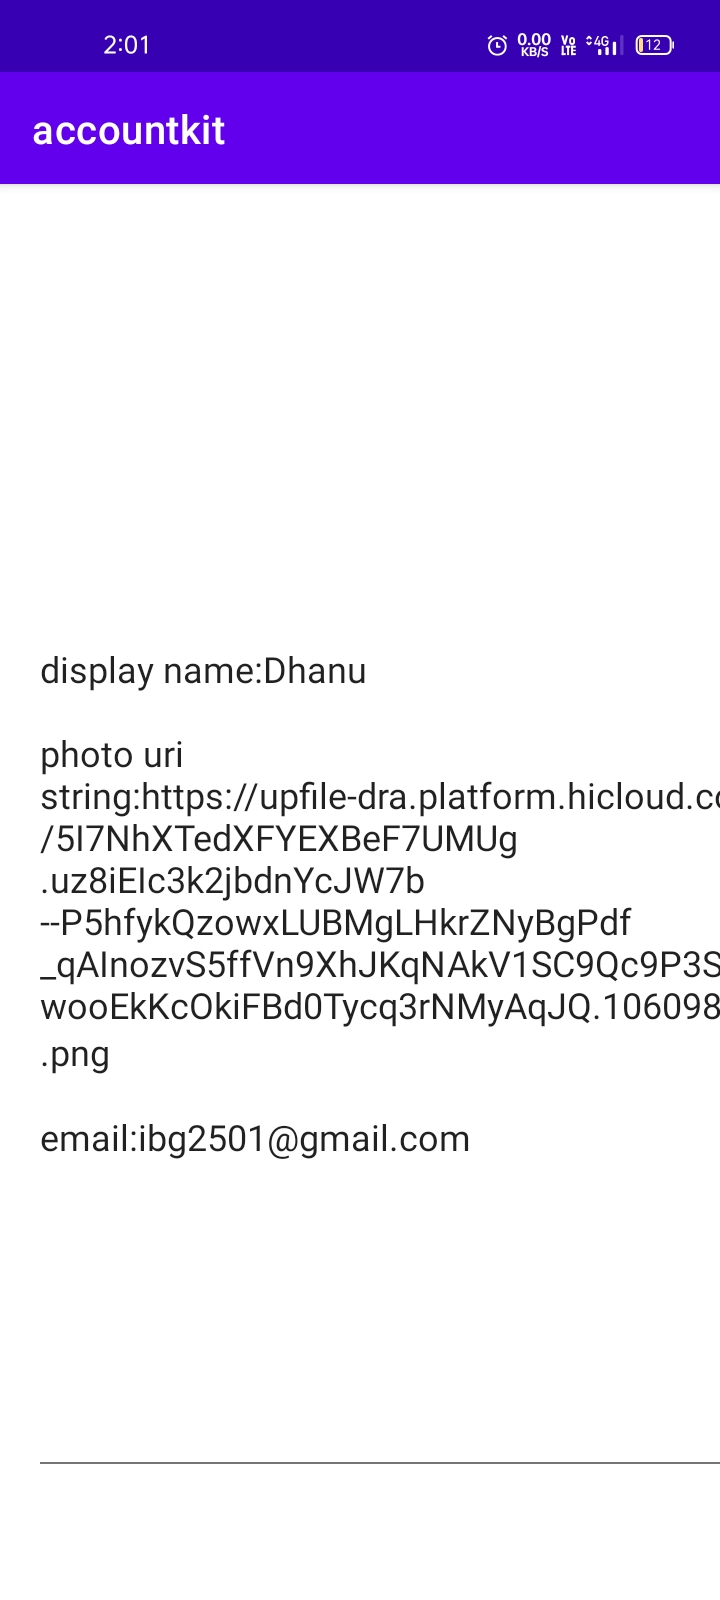 2:01 0.00 KB/S Vo LTE 4G 12
accountkit
display name:Dhanu
photo uri
string:https://upfile-dra.platform.hicloud.co
/5I7NhXTedXFYEXBeF7UMUg
.uz8iEIc3k2jbdnYcJW7b
--P5hfykQzowxLUBMgLHkrZNyBgPdf
_qAInozvS5ffVn9XhJKqNAkV1SC9Qc9P3S
wooEkKcOkiFBd0Tycq3rNMyAqJQ.106098
.png
email:ibg2501@gmail.com